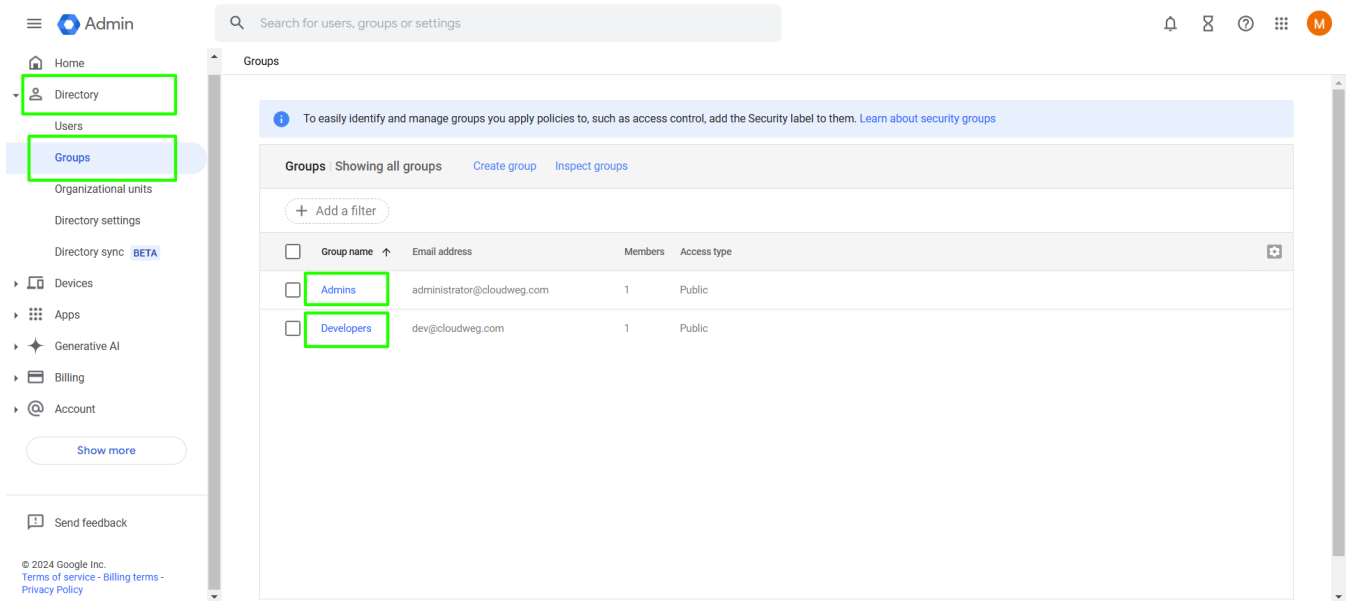 Admin
Search for users, groups or settings
M
Home
Directory
Users
Groups
Organizational units
Directory settings
Directory sync BETA
Devices
Apps
Generative AI
Billing
Account
Show more
Send feedback
© 2024 Google Inc.
Terms of service - Billing terms -
Privacy Policy
Groups
To easily identify and manage groups you apply policies to, such as access control, add the Security label to them. Learn about security groups
Groups | Showing all groups Create group Inspect groups
+ Add a filter
Group name ↑ Email address Members Access type
Admins administrator@cloudweg.com 1 Public
Developers dev@cloudweg.com 1 Public